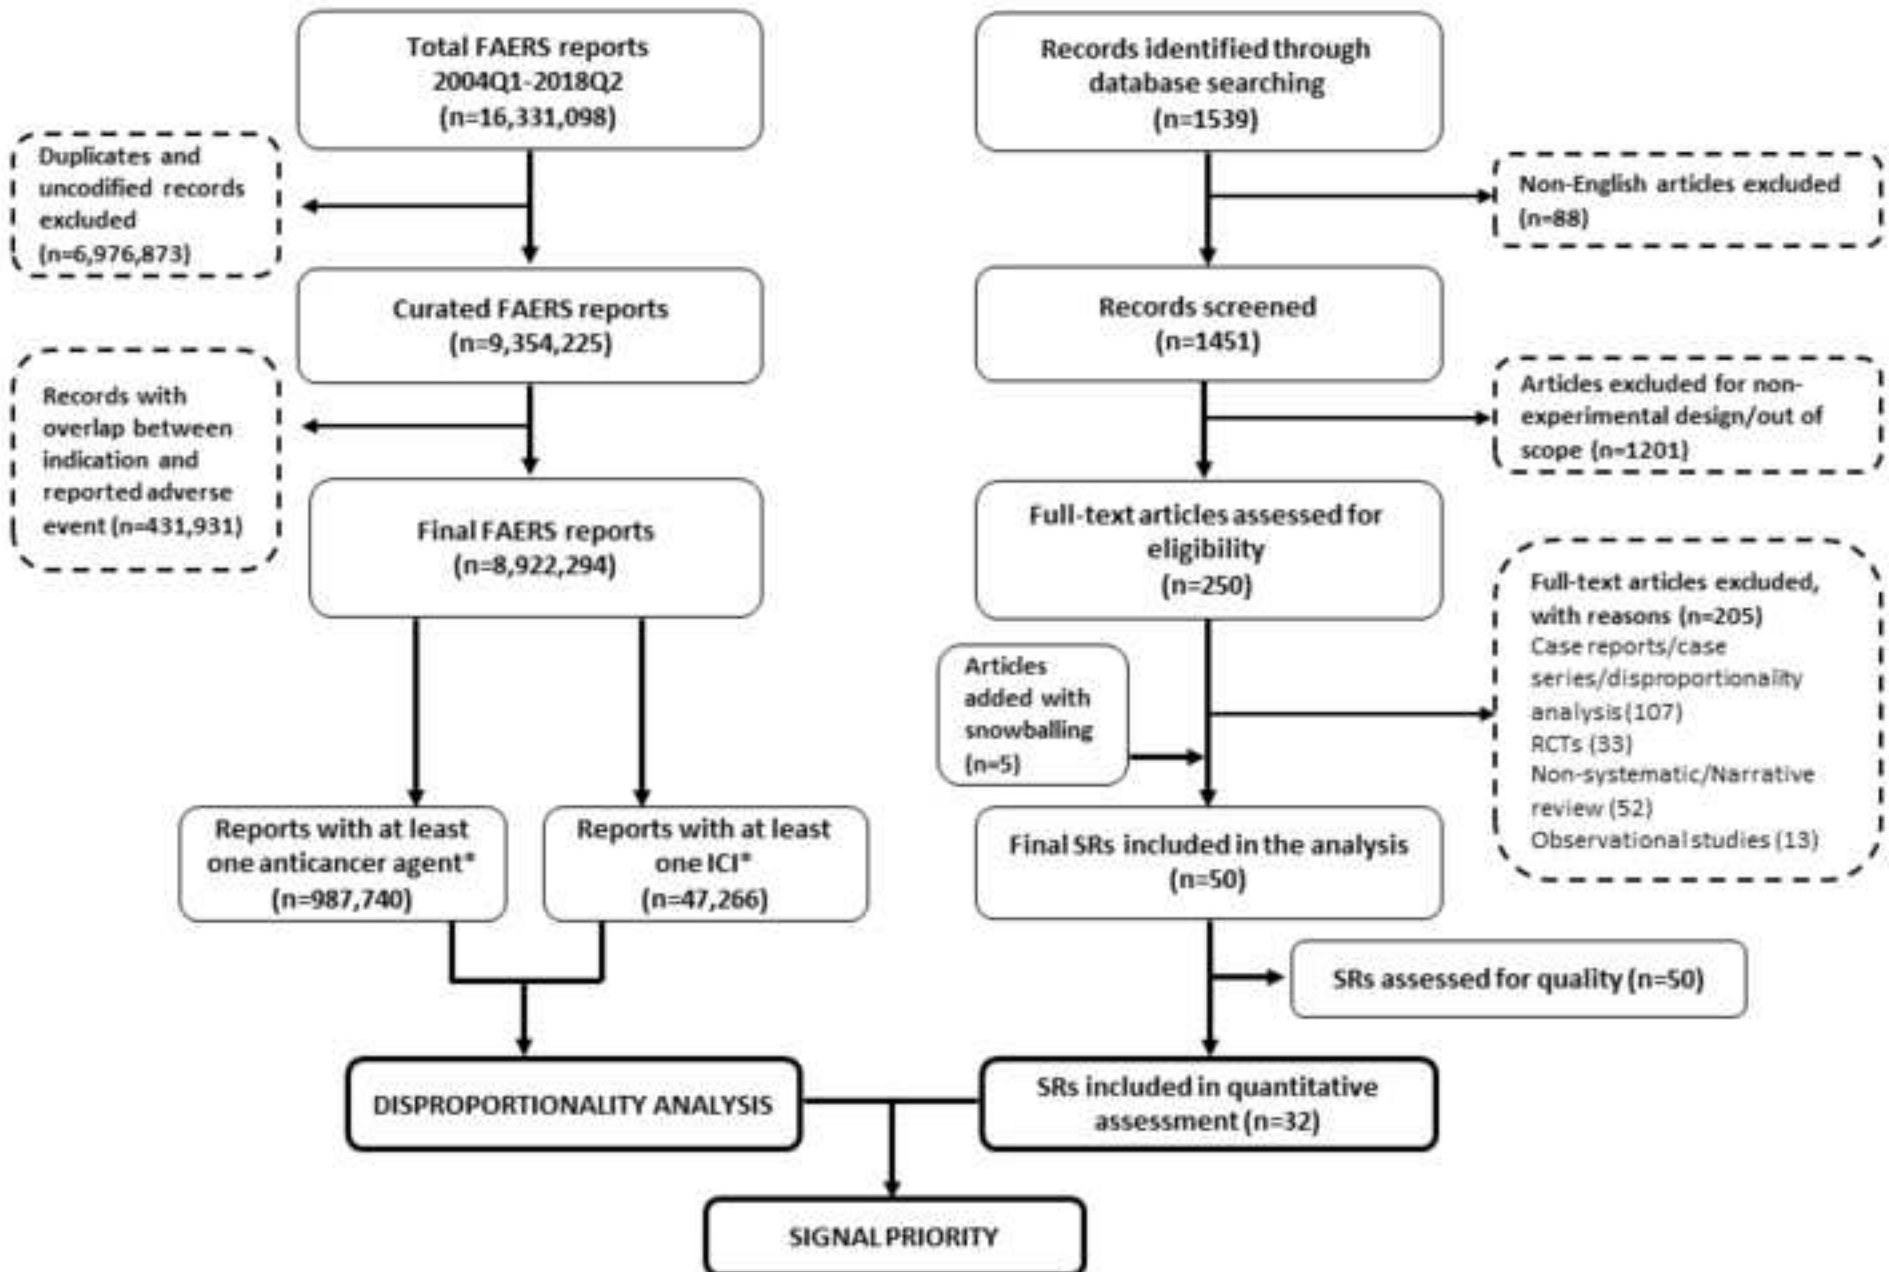 Total FAERS reports
2004Q1-2018Q2
(n=16,331,098)
Duplicates and
uncodified records
excluded
(n=6,976,873)
Curated FAERS reports
(n=9,354,225)
Records with
overlap between
indication and
reported adverse
event (n=431,931)
Final FAERS reports
(n=8,922,294)
Reports with at least
one anticancer agent*
(n=987,740)
Reports with at least
one ICI*
(n=47,266)
DISPROPORTIONALITY ANALYSIS
Records identified through
database searching
(n=1539)
Non-English articles excluded
(n=88)
Records screened
(n=1451)
Articles excluded for non-
experimental design/out of
scope (n=1201)
Full-text articles assessed for
eligibility
(n=250)
Full-text articles excluded,
with reasons (n=205)
Case reports/case
series/disproportionality
analysis (107)
RCTs (33)
Non-systematic/Narrative
review (52)
Observational studies (13)
Articles
added with
snowballing
(n=5)
Final SRs included in the analysis
(n=50)
SRs assessed for quality (n=50)
SRs included in quantitative
assessment (n=32)
SIGNAL PRIORITY